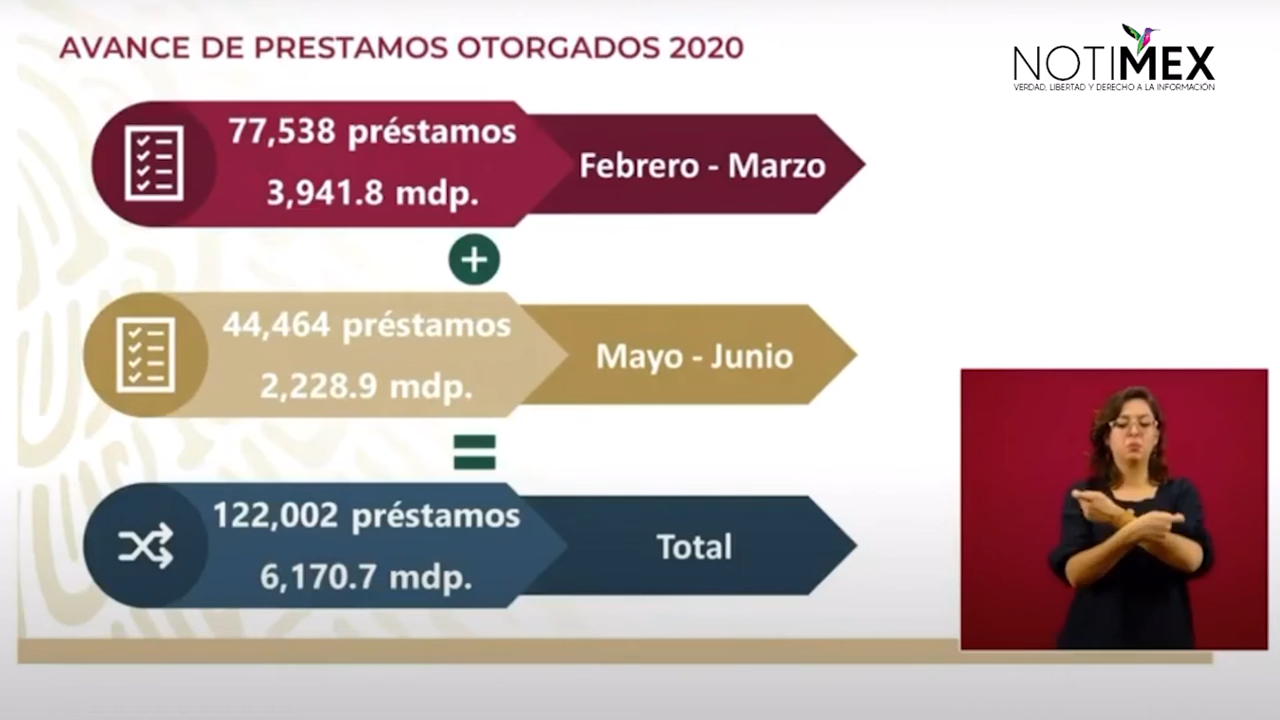 AVANCE DE PRESTAMOS OTORGADOS 2020
NOTIMEX
VERDAD, LIBERTAD Y DERECHO A LA INFORMACIÓN
77,538 préstamos
3,941.8 mdp.
Febrero - Marzo
+
44,464 préstamos
2,228.9 mdp.
Mayo - Junio
=
122,002 préstamos
6,170.7 mdp.
Total